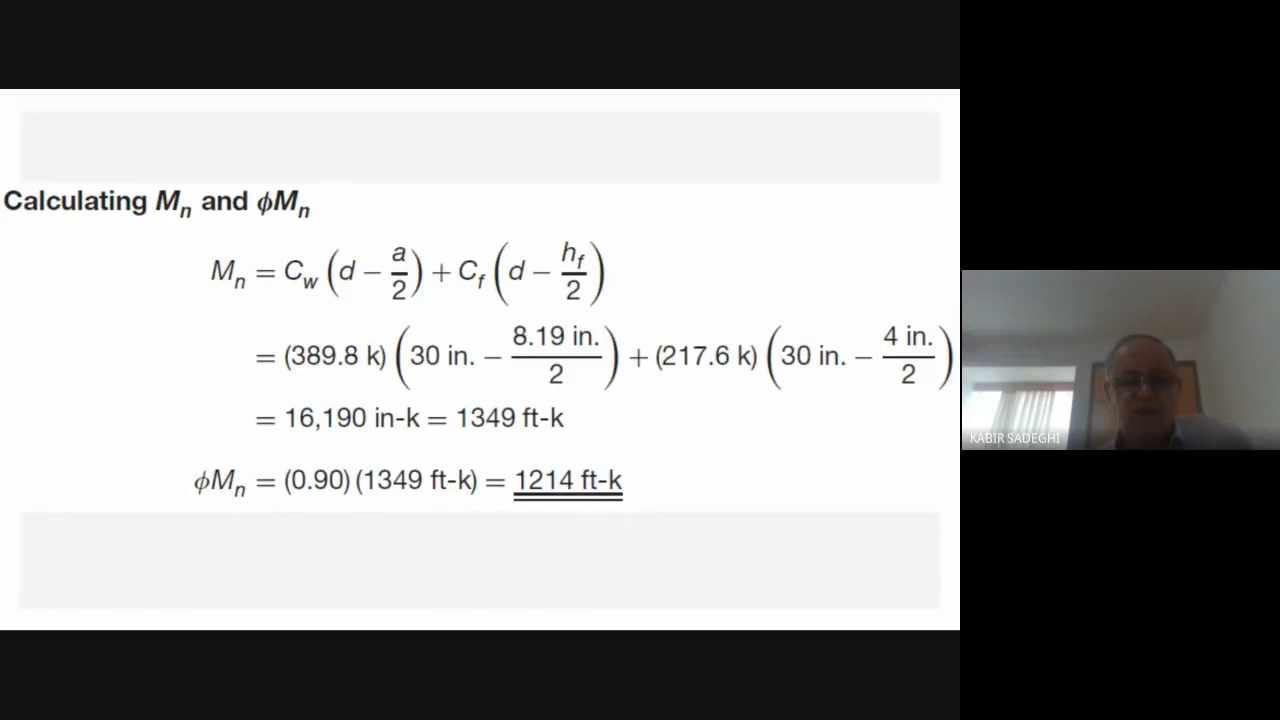 Calculating Mn and ϕMn
Mn = Cw (d − a/2) + Cf (d − hf/2)
= (389.8 k) (30 in. − 8.19 in./2) + (217.6 k) (30 in. − 4 in./2)
= 16,190 in-k = 1349 ft-k
ϕMn = (0.90) (1349 ft-k) = 1214 ft-k
KABIR SADEGHI